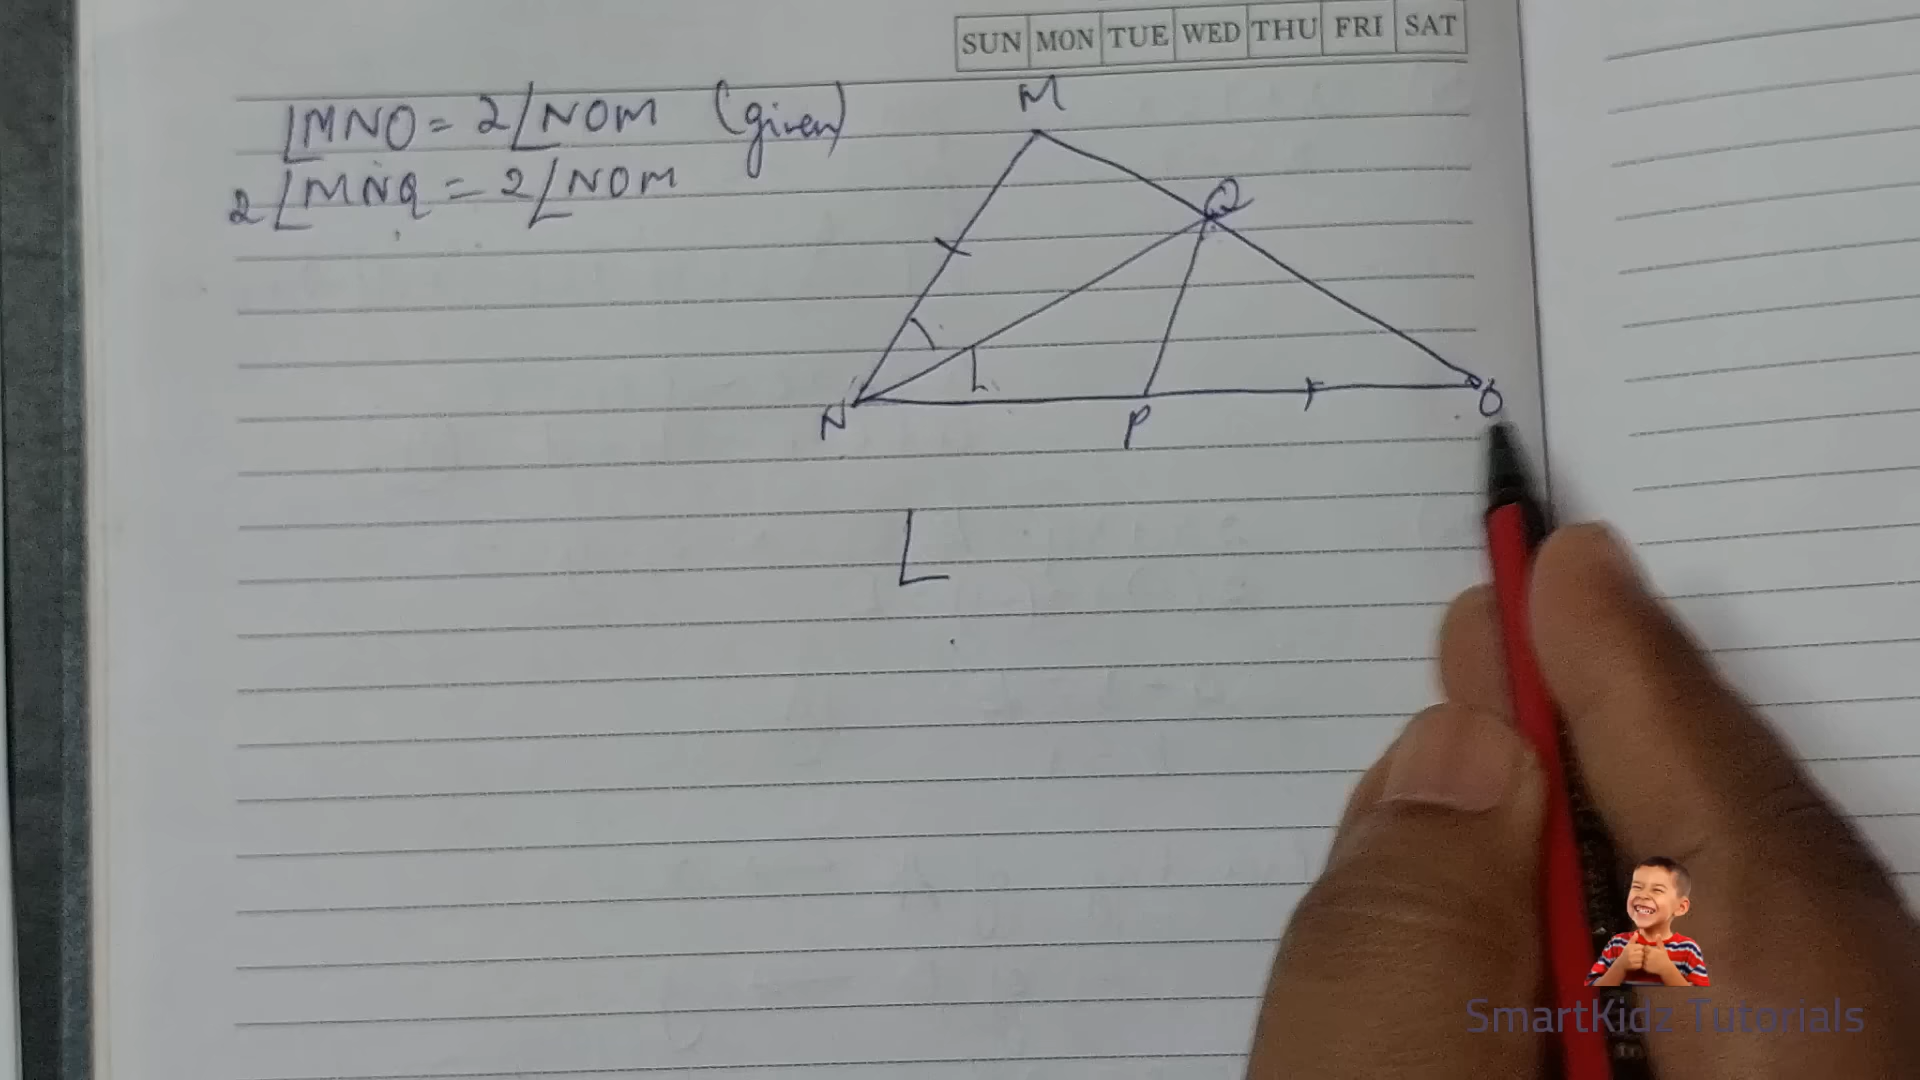 SUN MON TUE WED THU FRI SAT
∠MNO = 2∠NOM (given)
2∠MNQ = 2∠NOM
M
Q
N
P
O
∠
SmartKidz Tutorials